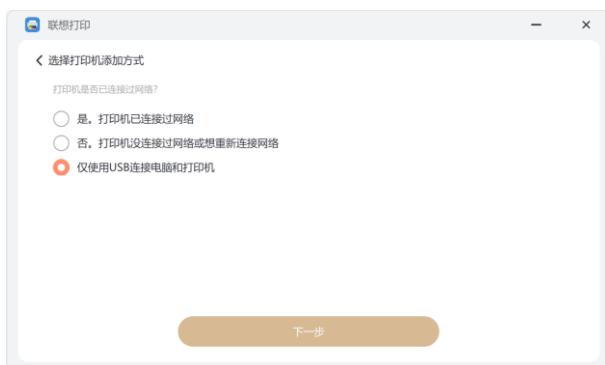 联想打印
选择打印机添加方式
打印机是否已连接过网络?
是，打印机已连接过网络
否，打印机没连接过网络或想重新连接网络
仅使用USB连接电脑和打印机
下一步